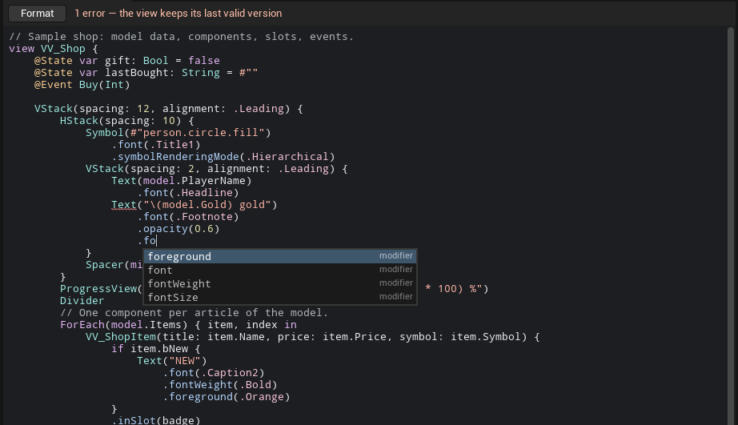 Format 1 error — the view keeps its last valid version
// Sample shop: model data, components, slots, events.
view VV_Shop {
    @State var gift: Bool = false
    @State var lastBought: String = #""
    @Event Buy(Int)

    VStack(spacing: 12, alignment: .Leading) {
        HStack(spacing: 10) {
            Symbol(#"person.circle.fill")
                .font(.Title1)
                .symbolRenderingMode(.Hierarchical)
            VStack(spacing: 2, alignment: .Leading) {
                Text(model.PlayerName)
                    .font(.Headline)
                Text("\(model.Gold) gold")
                    .font(.Footnote)
                    .opacity(0.6)
                    .fo
            }
foreground modifier
            Spacer(mi
font modifier
        }
fontWeight modifier
        ProgressView( * 100) %")
fontSize modifier
        Divider
        // One component per article of the model.
        ForEach(model.Items) { item, index in
            VV_ShopItem(title: item.Name, price: item.Price, symbol: item.Symbol) {
                if item.bNew {
                    Text("NEW")
                        .font(.Caption2)
                        .fontWeight(.Bold)
                        .foreground(.Orange)
                }
                .inSlot(badge)